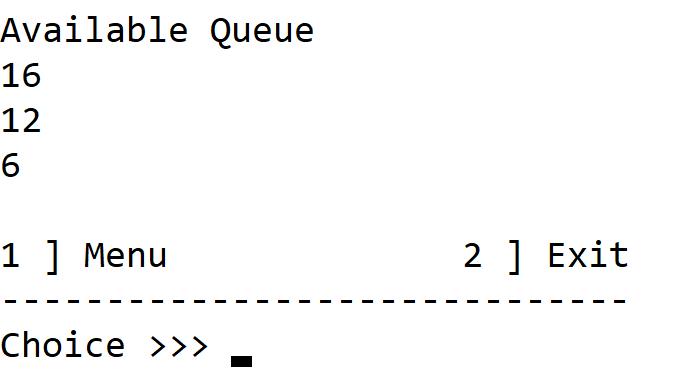 Available Queue
16
12
6
1 ] Menu              2 ] Exit
------------------------------
Choice >>>